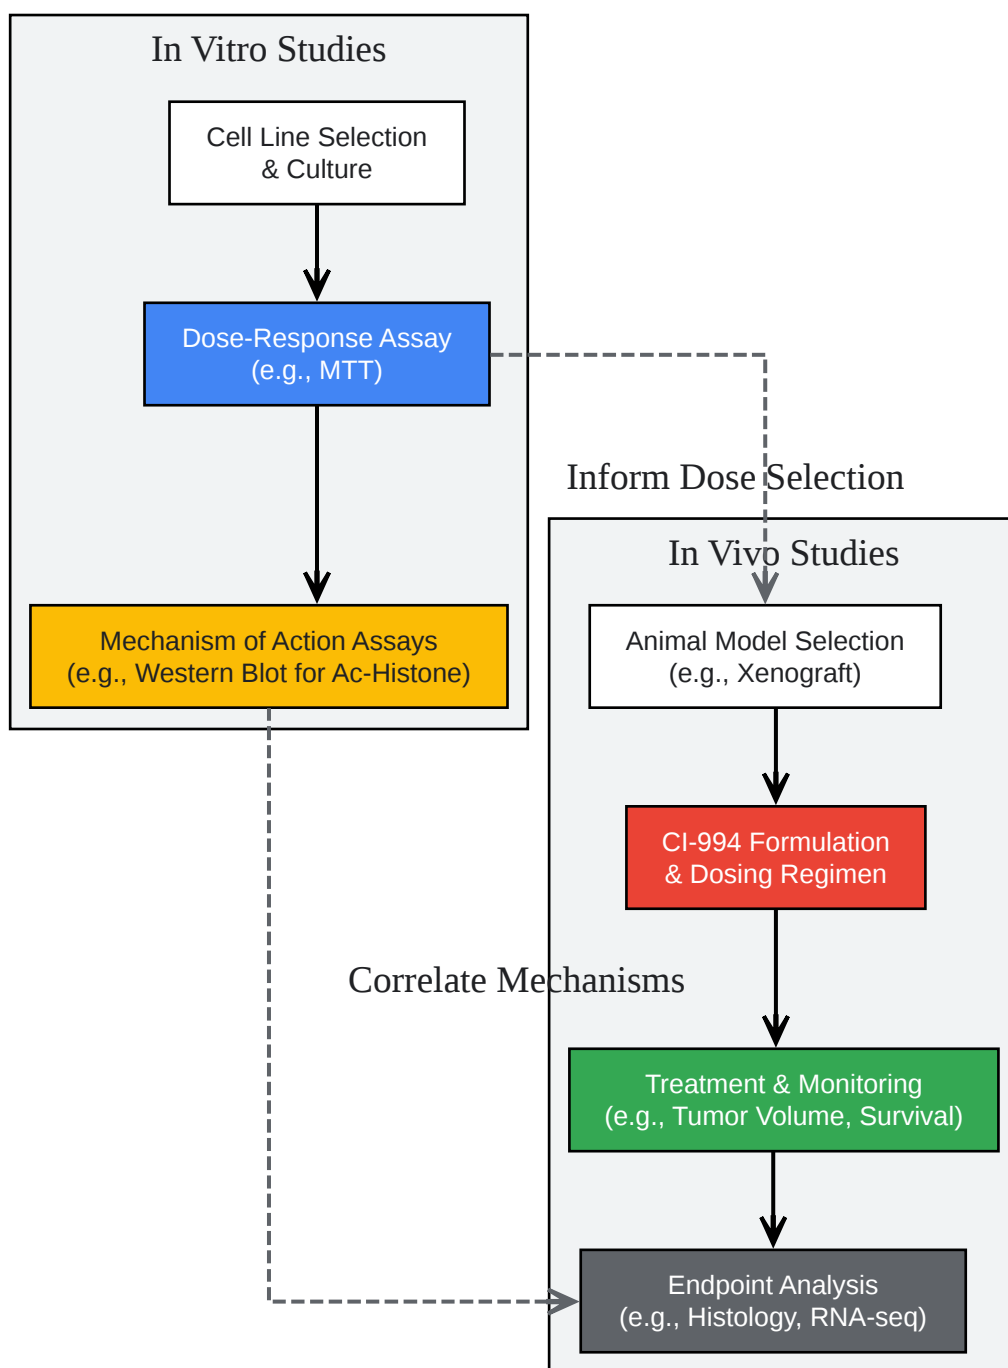 In Vitro Studies
Cell Line Selection
& Culture
Dose-Response Assay
(e.g., MTT)
Mechanism of Action Assays
(e.g., Western Blot for Ac-Histone)
Inform Dose Selection
In Vivo Studies
Animal Model Selection
(e.g., Xenograft)
CI-994 Formulation
& Dosing Regimen
Correlate Mechanisms
Treatment & Monitoring
(e.g., Tumor Volume, Survival)
Endpoint Analysis
(e.g., Histology, RNA-seq)